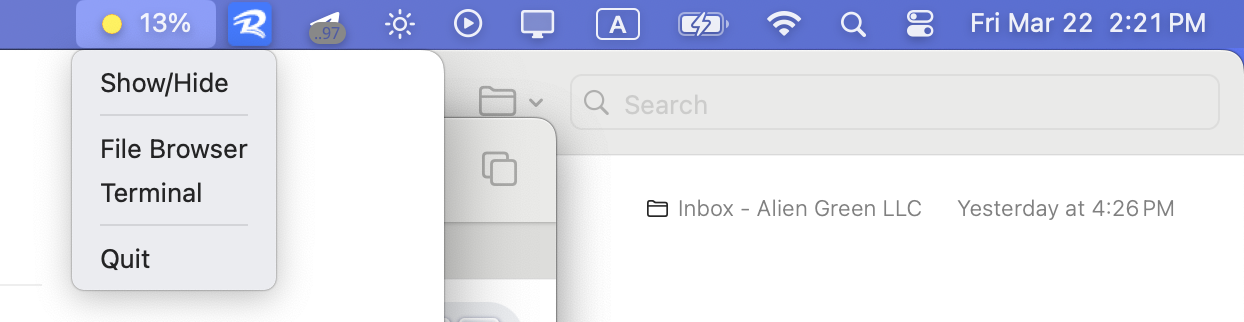 13%
..97
A
Fri Mar 22 2:21 PM
Show/Hide
File Browser
Terminal
Quit
Search
Inbox - Alien Green LLC Yesterday at 4:26 PM